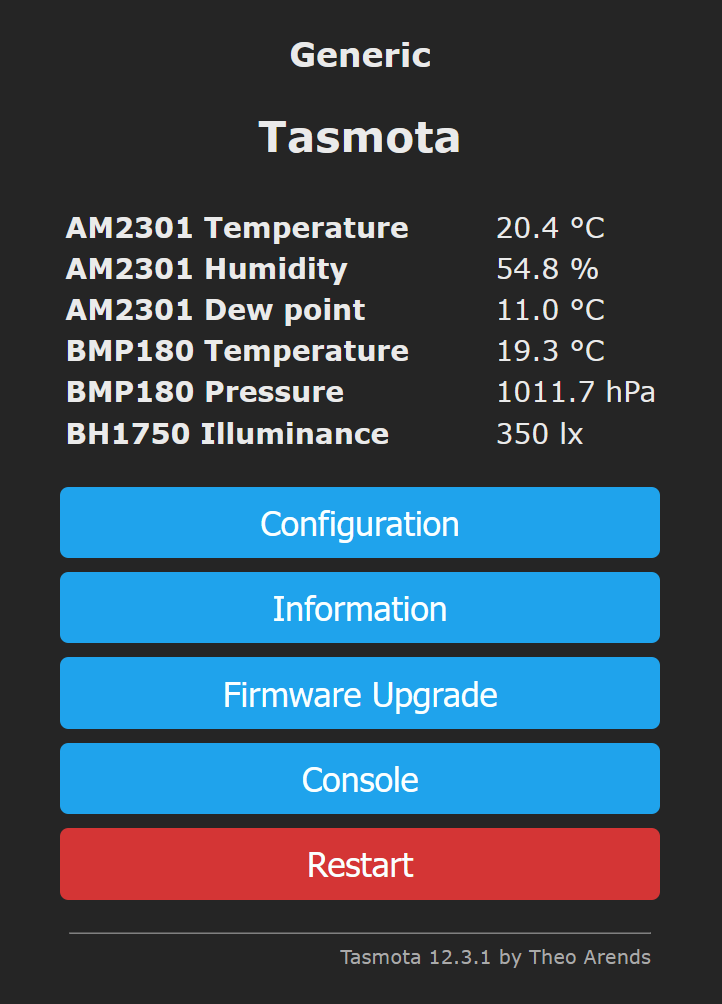 Generic
Tasmota
AM2301 Temperature 20.4 °C
AM2301 Humidity 54.8 %
AM2301 Dew point 11.0 °C
BMP180 Temperature 19.3 °C
BMP180 Pressure 1011.7 hPa
BH1750 Illuminance 350 lx
Configuration
Information
Firmware Upgrade
Console
Restart
Tasmota 12.3.1 by Theo Arends